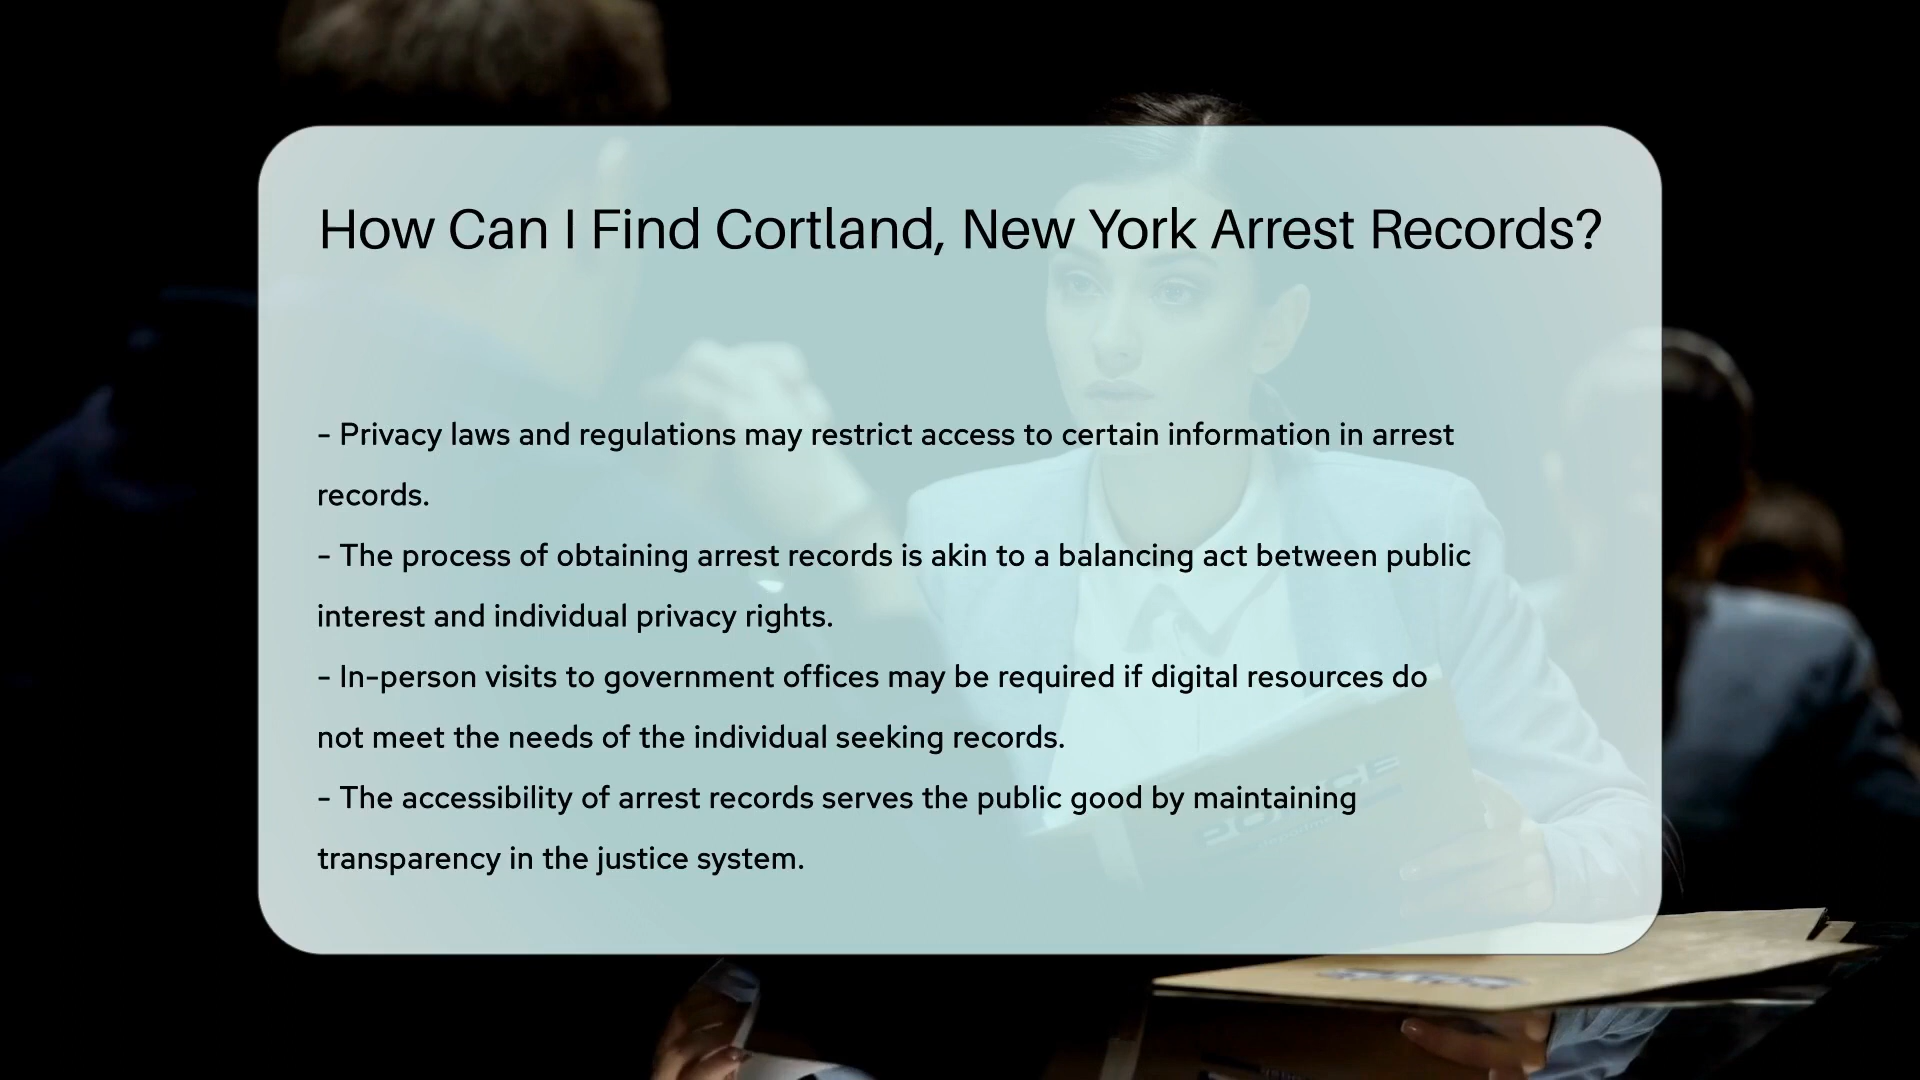 How Can I Find Cortland, New York Arrest Records?
- Privacy laws and regulations may restrict access to certain information in arrest
records.
- The process of obtaining arrest records is akin to a balancing act between public
interest and individual privacy rights.
- In-person visits to government offices may be required if digital resources do
not meet the needs of the individual seeking records.
- The accessibility of arrest records serves the public good by maintaining
transparency in the justice system.
POLICE